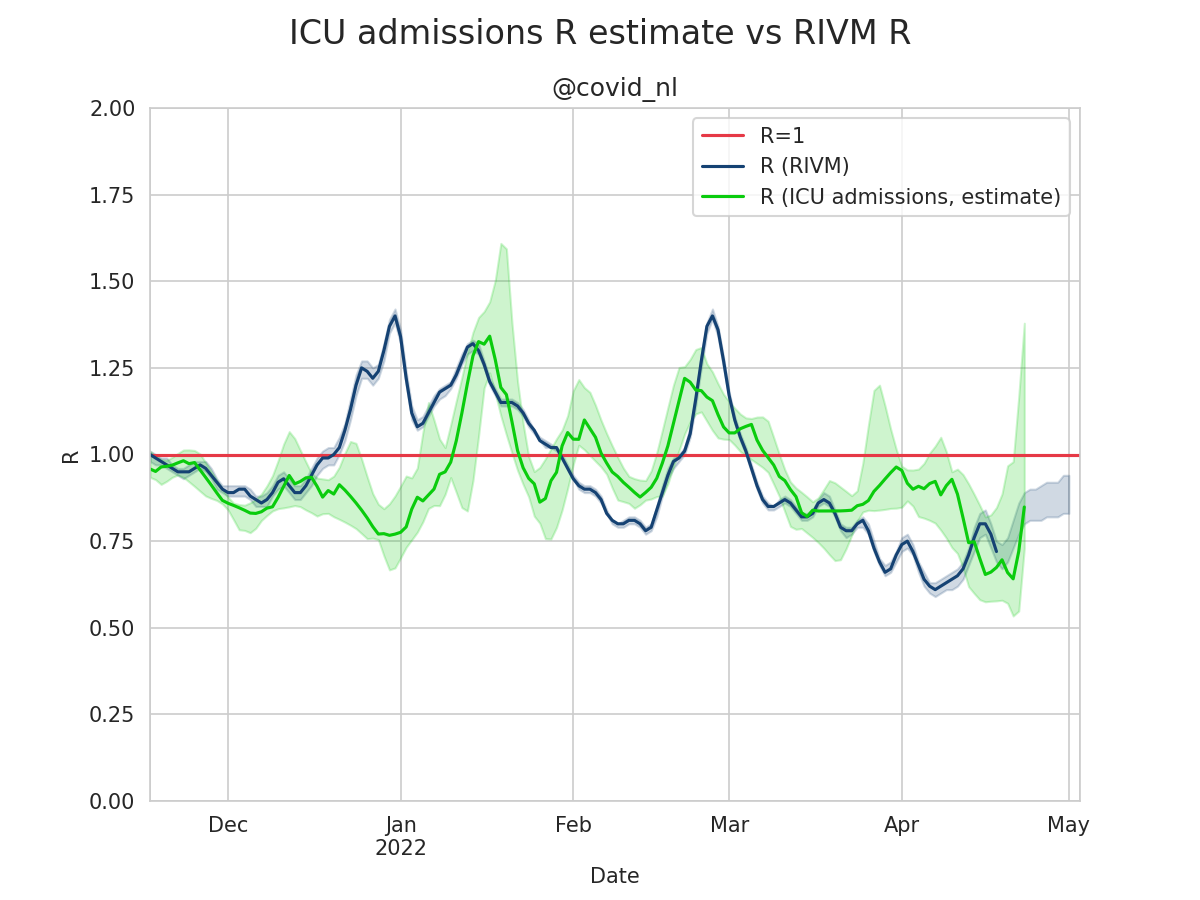 ICU admissions R estimate vs RIVM R
@covid_nl
2.00
1.75
1.50
1.25
1.00
0.75
0.50
0.25
0.00
R
R=1
R (RIVM)
R (ICU admissions, estimate)
Dec
Jan
2022
Feb
Mar
Apr
May
Date